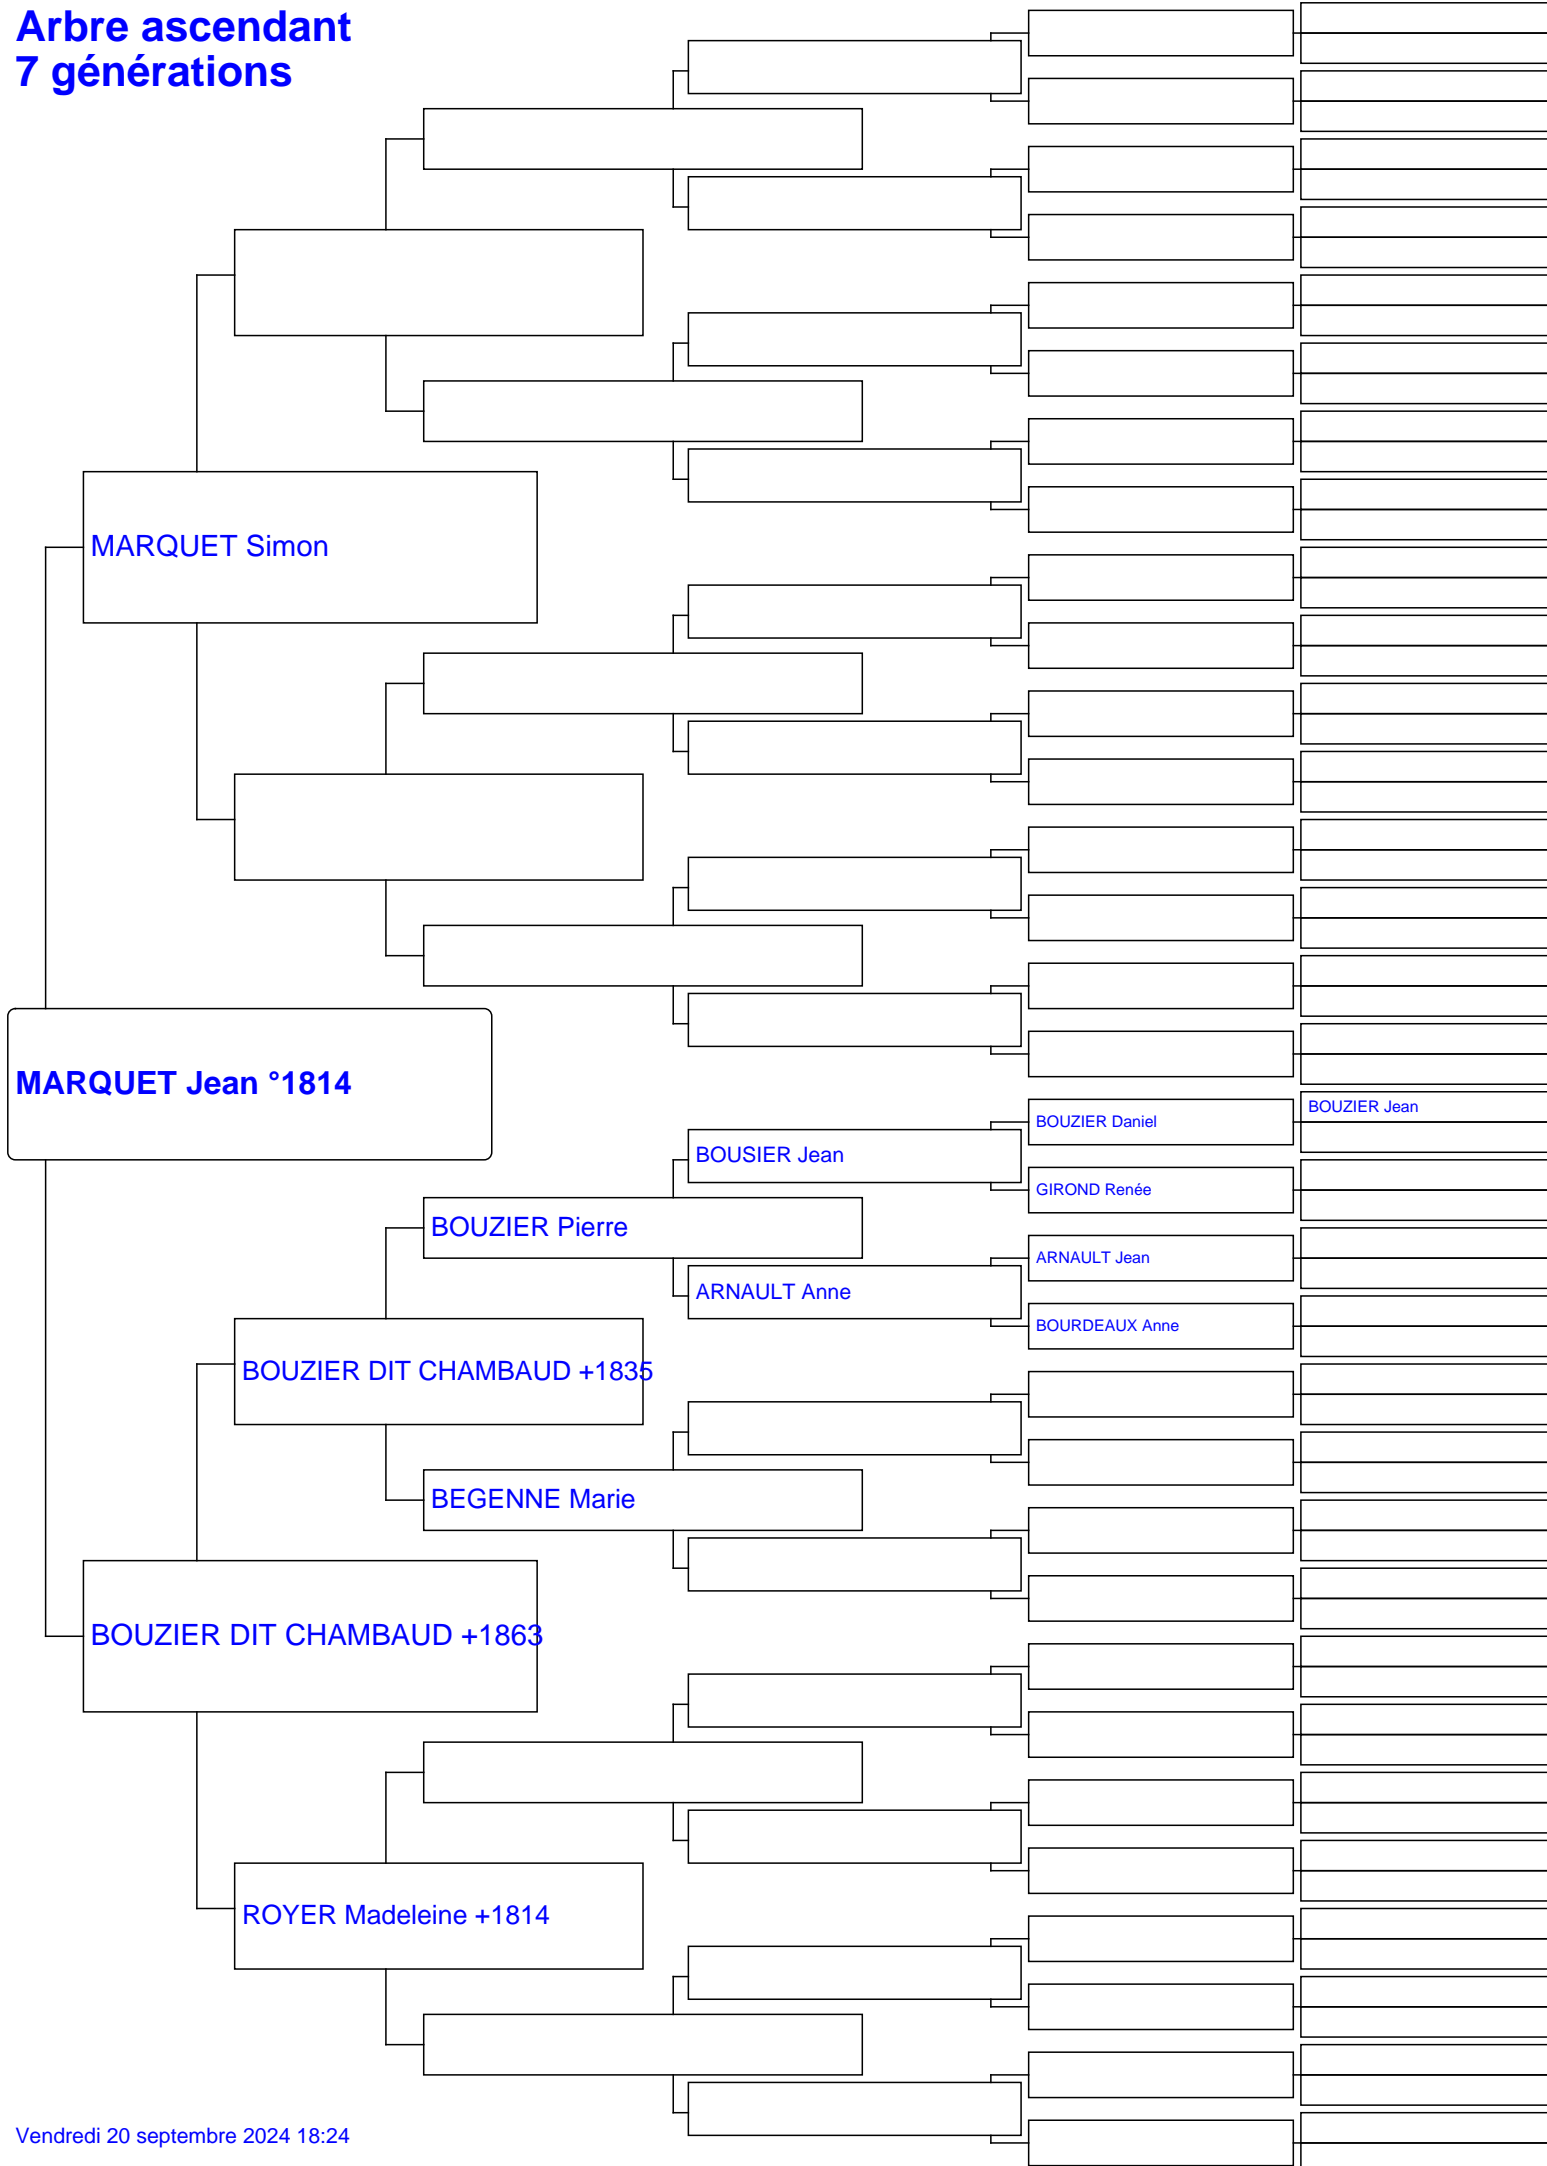 Arbre ascendant
7 générations
MARQUET Simon
MARQUET Jean °1814
BOUZIER Jean
BOUZIER Daniel
BOUSIER Jean
GIROND Renée
BOUZIER Pierre
ARNAULT Jean
ARNAULT Anne
BOURDEAUX Anne
BOUZIER DIT CHAMBAUD +1835
BEGENNE Marie
BOUZIER DIT CHAMBAUD +1863
ROYER Madeleine +1814
Vendredi 20 septembre 2024 18:24